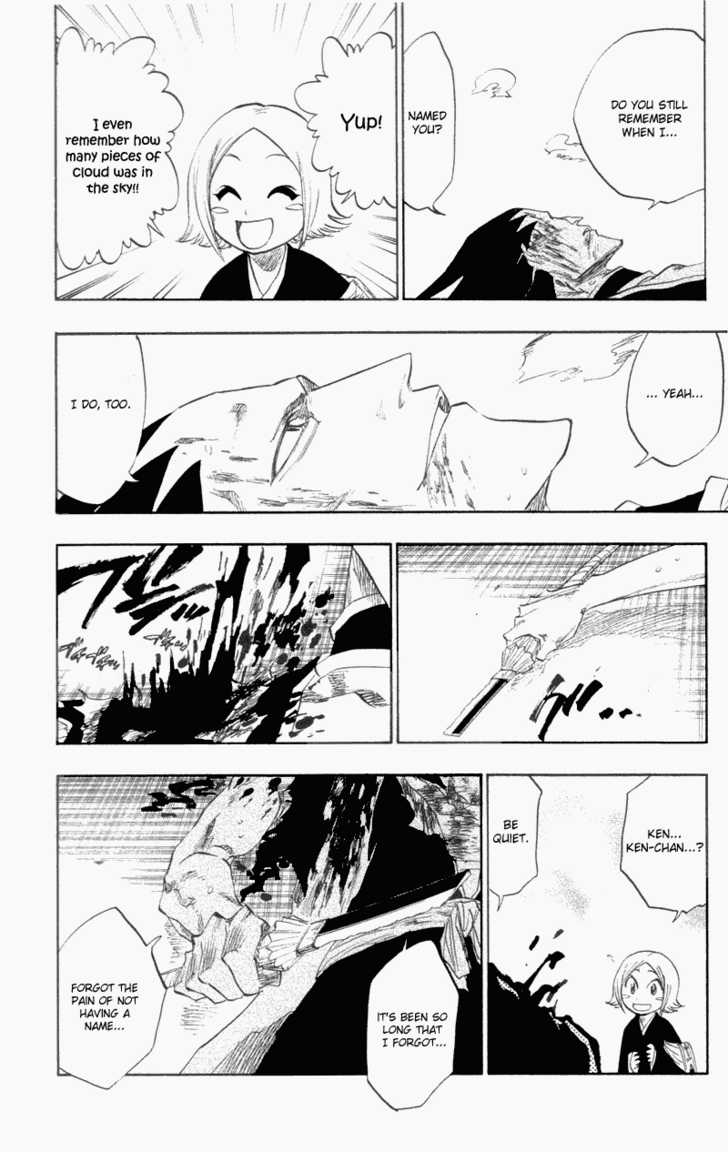 DO YOU STILL
REMEMBER
WHEN I...
NAMED
YOU?
Yup!
I even
remember how
many pieces of
cloud was in
the sky!!
... YEAH...
I DO, TOO.
KEN...
KEN-CHAN...?
BE
QUIET.
IT'S BEEN SO
LONG THAT
I FORGOT...
FORGOT THE
PAIN OF NOT
HAVING A
NAME...